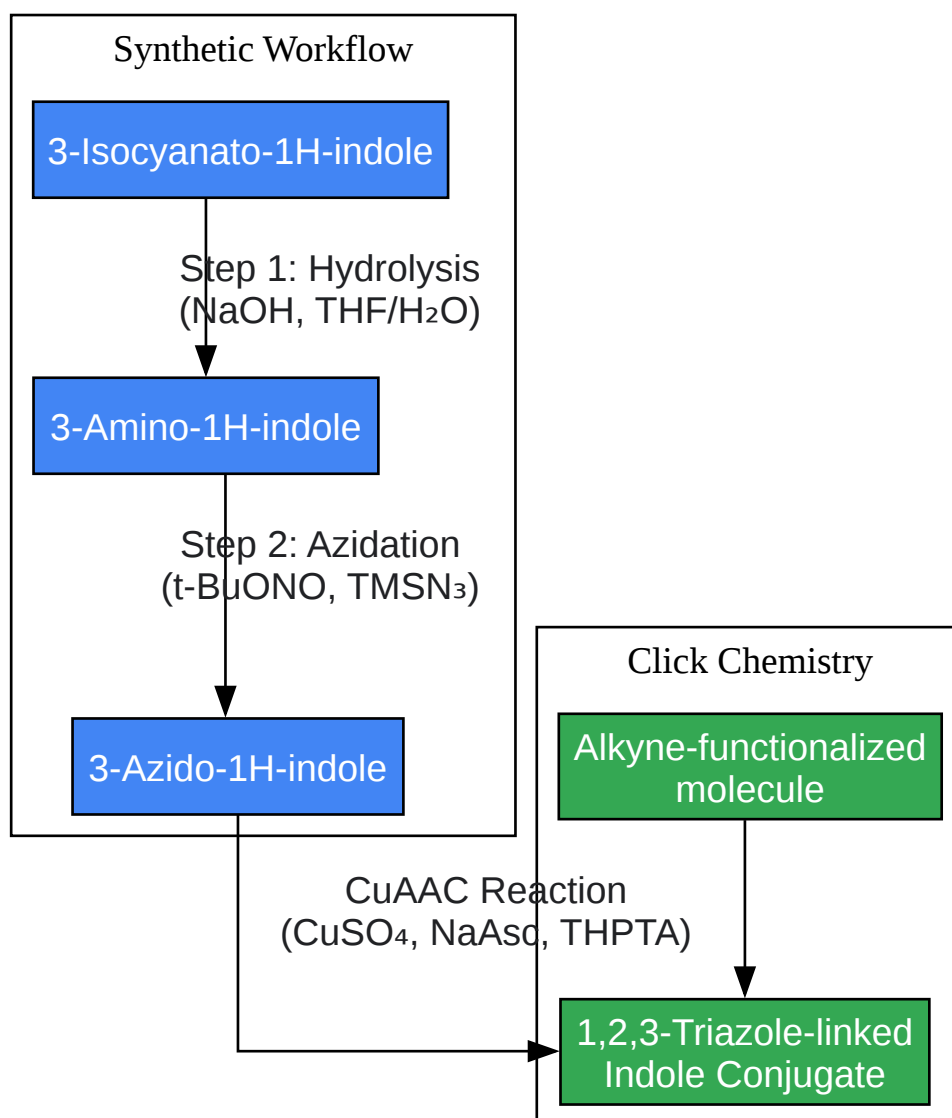 Synthetic Workflow
3-Isocyanato-1H-indole
Step 1: Hydrolysis
(NaOH, THF/H₂O)
3-Amino-1H-indole
Step 2: Azidation
(t-BuONO, TMSN₃)
3-Azido-1H-indole
Click Chemistry
Alkyne-functionalized
molecule
CuAAC Reaction
(CuSO₄, NaAsc, THPTA)
1,2,3-Triazole-linked
Indole Conjugate